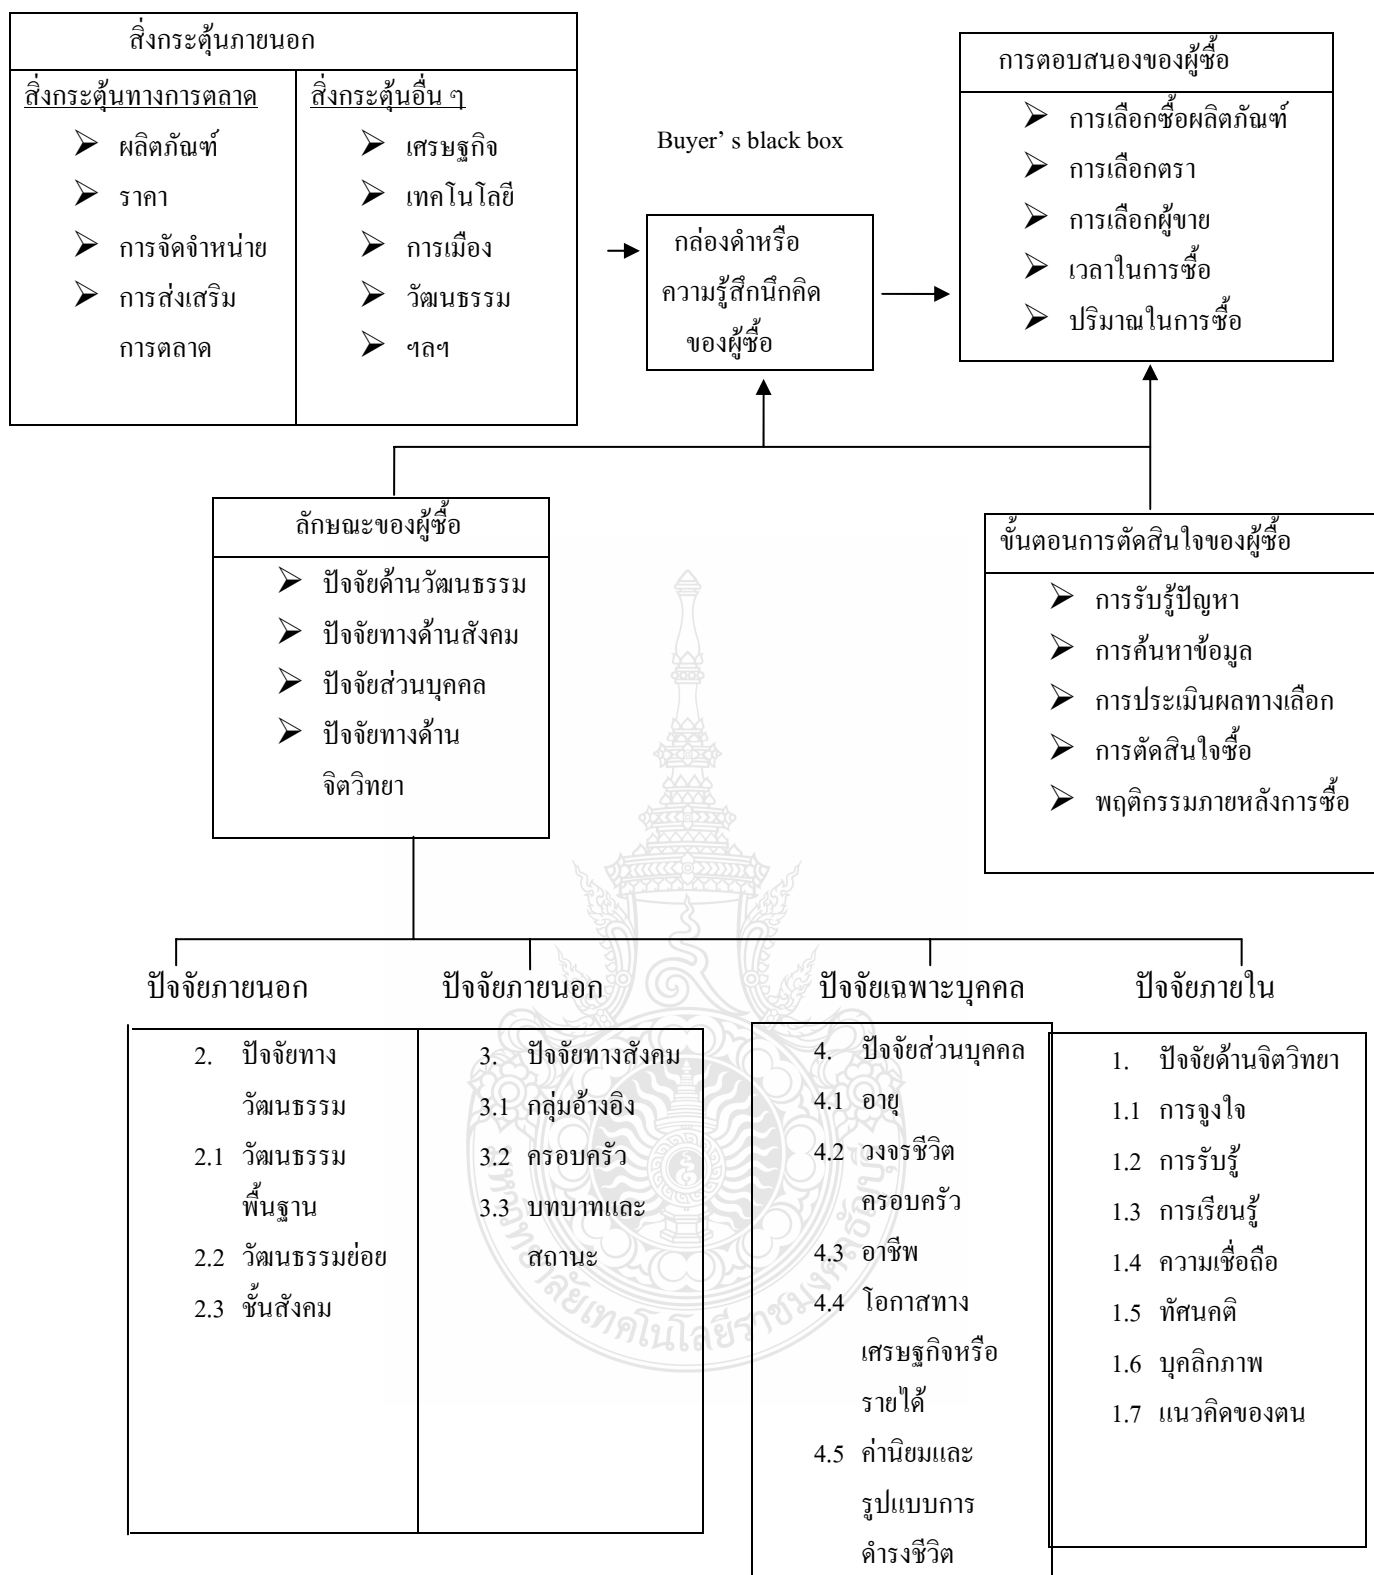 สิ่งกระตุ้นภายนอก
สิ่งกระตุ้นทางการตลาด
➢ ผลิตภัณฑ์
➢ ราคา
➢ การจัดจำหน่าย
➢ การส่งเสริม
การตลาด
สิ่งกระตุ้นอื่น ๆ
➢ เศรษฐกิจ
➢ เทคโนโลยี
➢ การเมือง
➢ วัฒนธรรม
➢ ฯลฯ
Buyer’ s black box
กล่องดำหรือ
ความรู้สึกนึกคิด
ของผู้ซื้อ
การตอบสนองของผู้ซื้อ
➢ การเลือกซื้อผลิตภัณฑ์
➢ การเลือกตรา
➢ การเลือกผู้ขาย
➢ เวลาในการซื้อ
➢ ปริมาณในการซื้อ
ลักษณะของผู้ซื้อ
➢ ปัจจัยด้านวัฒนธรรม
➢ ปัจจัยทางด้านสังคม
➢ ปัจจัยส่วนบุคคล
➢ ปัจจัยทางด้าน
จิตวิทยา
ขั้นตอนการตัดสินใจของผู้ซื้อ
➢ การรับรู้ปัญหา
➢ การค้นหาข้อมูล
➢ การประเมินผลทางเลือก
➢ การตัดสินใจซื้อ
➢ พฤติกรรมภายหลังการซื้อ
ปัจจัยภายนอก
2. ปัจจัยทาง
วัฒนธรรม
2.1 วัฒนธรรม
พื้นฐาน
2.2 วัฒนธรรมย่อย
2.3 ชั้นสังคม
ปัจจัยภายนอก
3. ปัจจัยทางสังคม
3.1 กลุ่มอ้างอิง
3.2 ครอบครัว
3.3 บทบาทและ
สถานะ
ปัจจัยเฉพาะบุคคล
4. ปัจจัยส่วนบุคคล
4.1 อายุ
4.2 วงจรชีวิต
ครอบครัว
4.3 อาชีพ
4.4 โอกาสทาง
เศรษฐกิจหรือ
รายได้
4.5 ค่านิยมและ
รูปแบบการ
ดำรงชีวิต
ปัจจัยภายใน
1. ปัจจัยด้านจิตวิทยา
1.1 การจูงใจ
1.2 การรับรู้
1.3 การเรียนรู้
1.4 ความเชื่อถือ
1.5 ทัศนคติ
1.6 บุคลิกภาพ
1.7 แนวคิดของตน